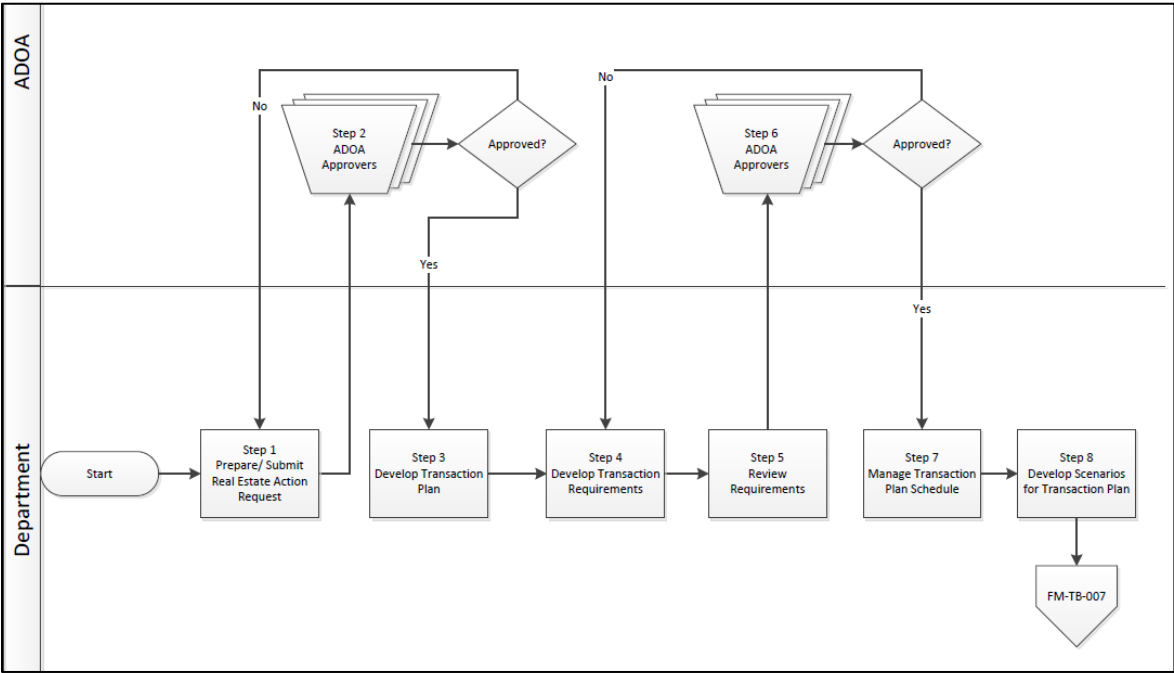 ADOA
No
Step 2
ADOA
Approvers
Approved?
Yes
No
Step 6
ADOA
Approvers
Approved?
Yes
Department
Start
Step 1
Prepare/ Submit
Real Estate Action
Request
Step 3
Develop Transaction
Plan
Step 4
Develop Transaction
Requirements
Step 5
Review
Requirements
Step 7
Manage Transaction
Plan Schedule
Step 8
Develop Scenarios
for Transaction Plan
FM-TB-007